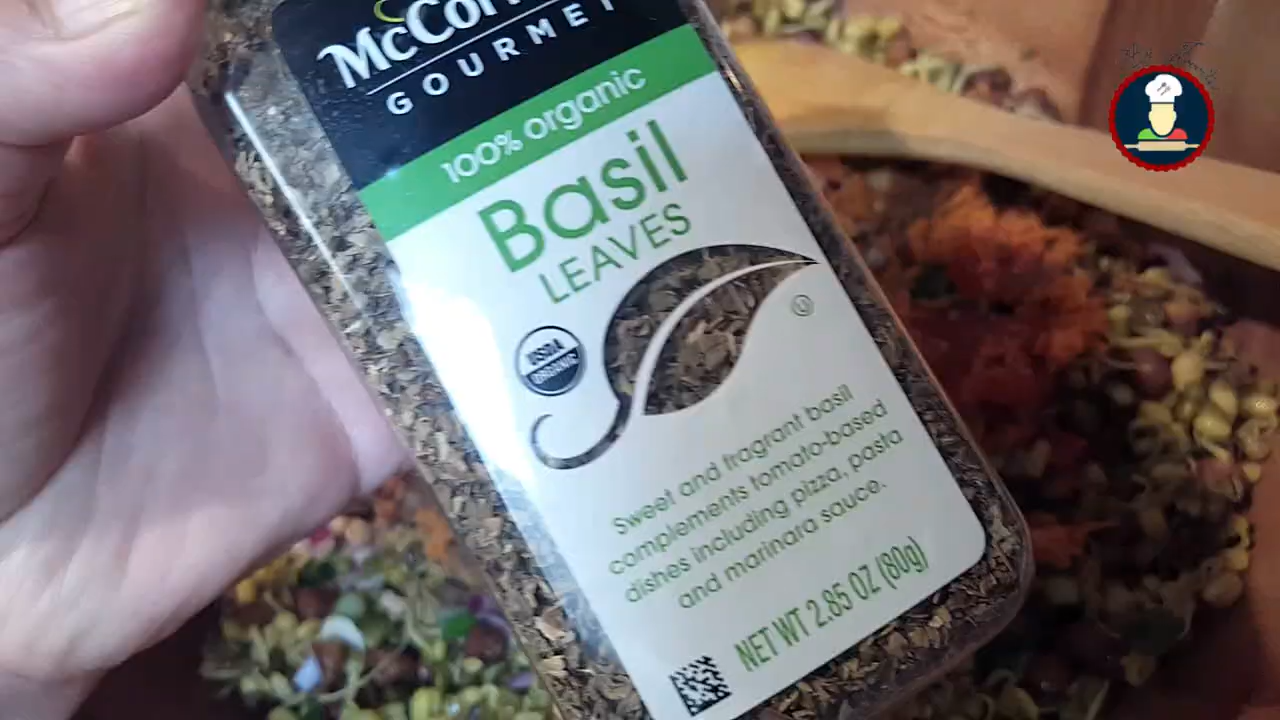 McCor
GOURMET
100% organic
Basil
LEAVES
USDA
ORGANIC
U
Sweet and fragrant basil
complements tomato-based
dishes including pizza, pasta
and marinara sauce.
NET WT 2.85 OZ (80g)